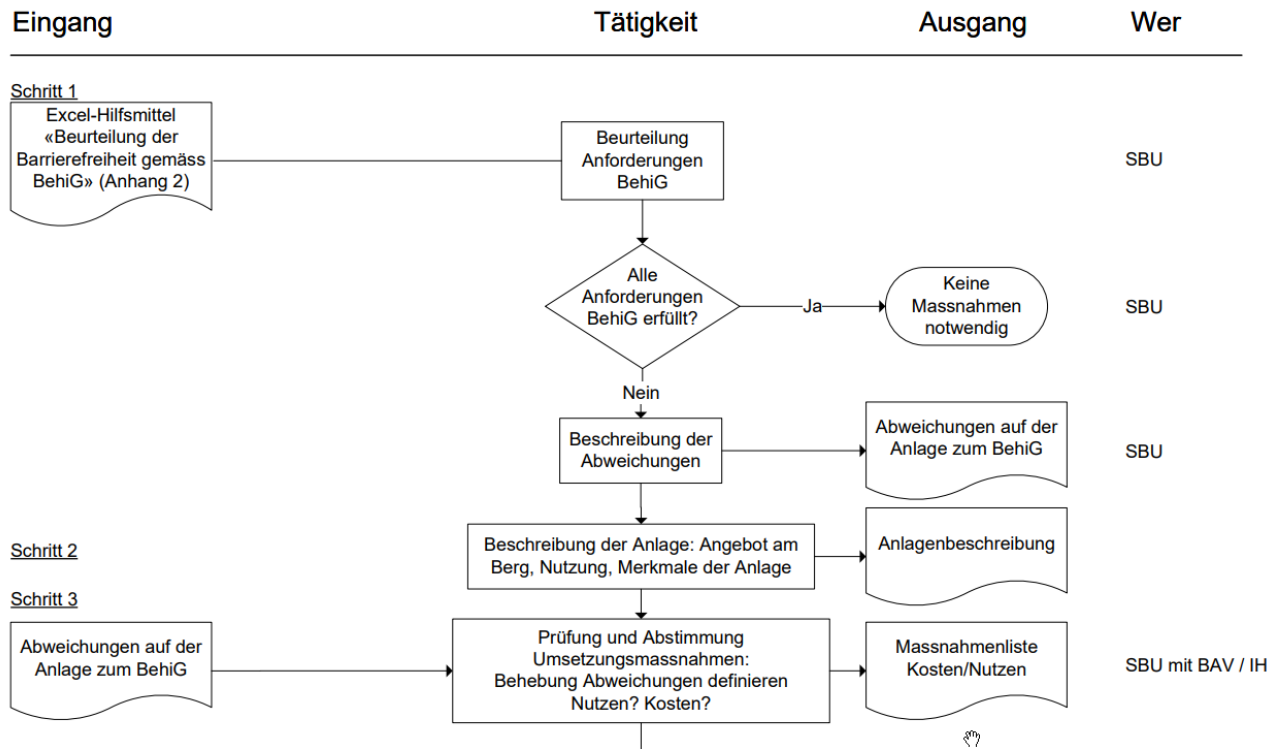 Eingang
Tätigkeit
Ausgang
Wer
Schritt 1
Excel-Hilfsmittel
«Beurteilung der
Barrierefreiheit gemäss
BehiG» (Anhang 2)
Beurteilung
Anforderungen
BehiG
SBU
Alle
Anforderungen
BehiG erfüllt?
Ja
Keine
Massnahmen
notwendig
SBU
Nein
Beschreibung der
Abweichungen
Abweichungen auf der
Anlage zum BehiG
SBU
Schritt 2
Beschreibung der Anlage: Angebot am
Berg, Nutzung, Merkmale der Anlage
Anlagenbeschreibung
Schritt 3
Abweichungen auf der
Anlage zum BehiG
Prüfung und Abstimmung
Umsetzungsmassnahmen:
Behebung Abweichungen definieren
Nutzen? Kosten?
Massnahmenliste
Kosten/Nutzen
SBU mit BAV / IH